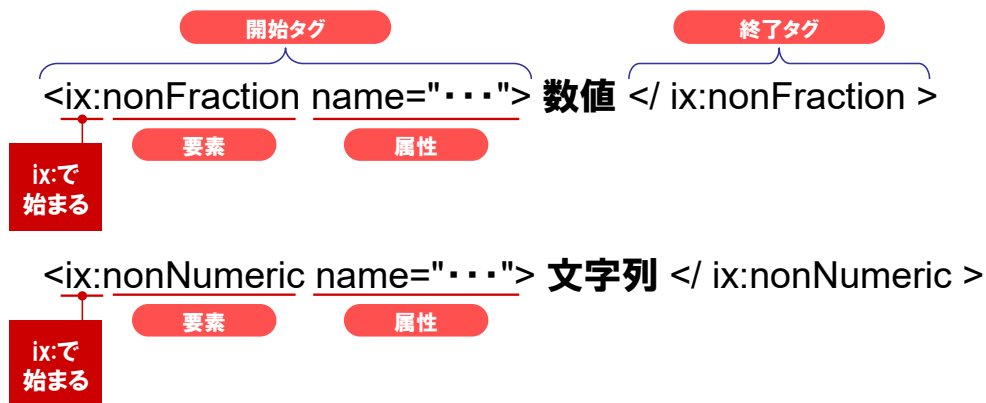 開始タグ
終了タグ
<ix:nonFraction name="･･･"> 数値 </ ix:nonFraction >
要素
属性
ix:で
始まる
<ix:nonNumeric name="･･･"> 文字列 </ ix:nonNumeric >
要素
属性
ix:で
始まる